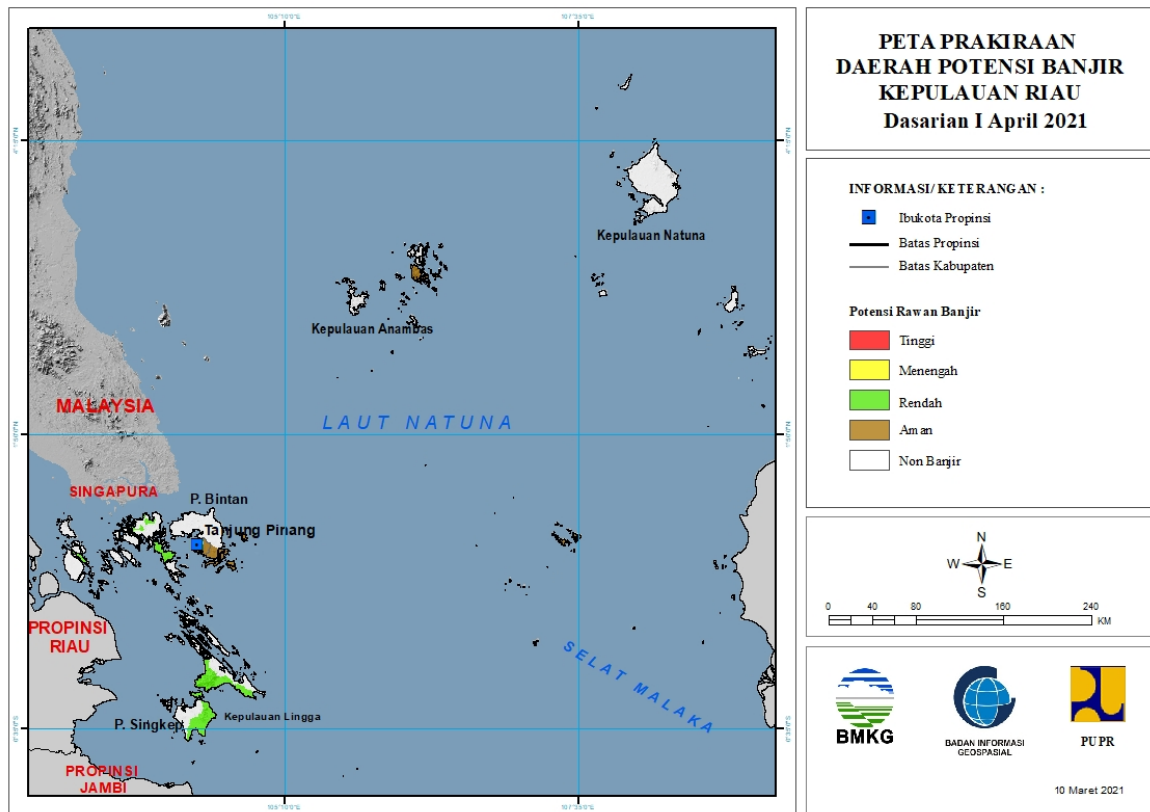 PETA PRAKIRAAN
DAERAH POTENSI BANJIR
KEPULAUAN RIAU
Dasarian I April 2021
INFORMASI/ KETERANGAN :
Ibukota Propinsi
Batas Propinsi
Batas Kabupaten
Potensi Rawan Banjir
Tinggi
Menengah
Rendah
Aman
Non Banjir
N
W E
S
0 40 80 160 240
KM
BMKG
BADAN INFORMASI
GEOSPASIAL
PUPR
10 Maret 2021
Kepulauan Natuna
Kepulauan Anambas
MALAYSIA
LAUT NATUNA
SINGAPURA
P. Bintan
Tanjung Pinang
PROPINSI
RIAU
SELAT MALAKA
P. Singkep
Kepulauan Lingga
PROPINSI
JAMBI